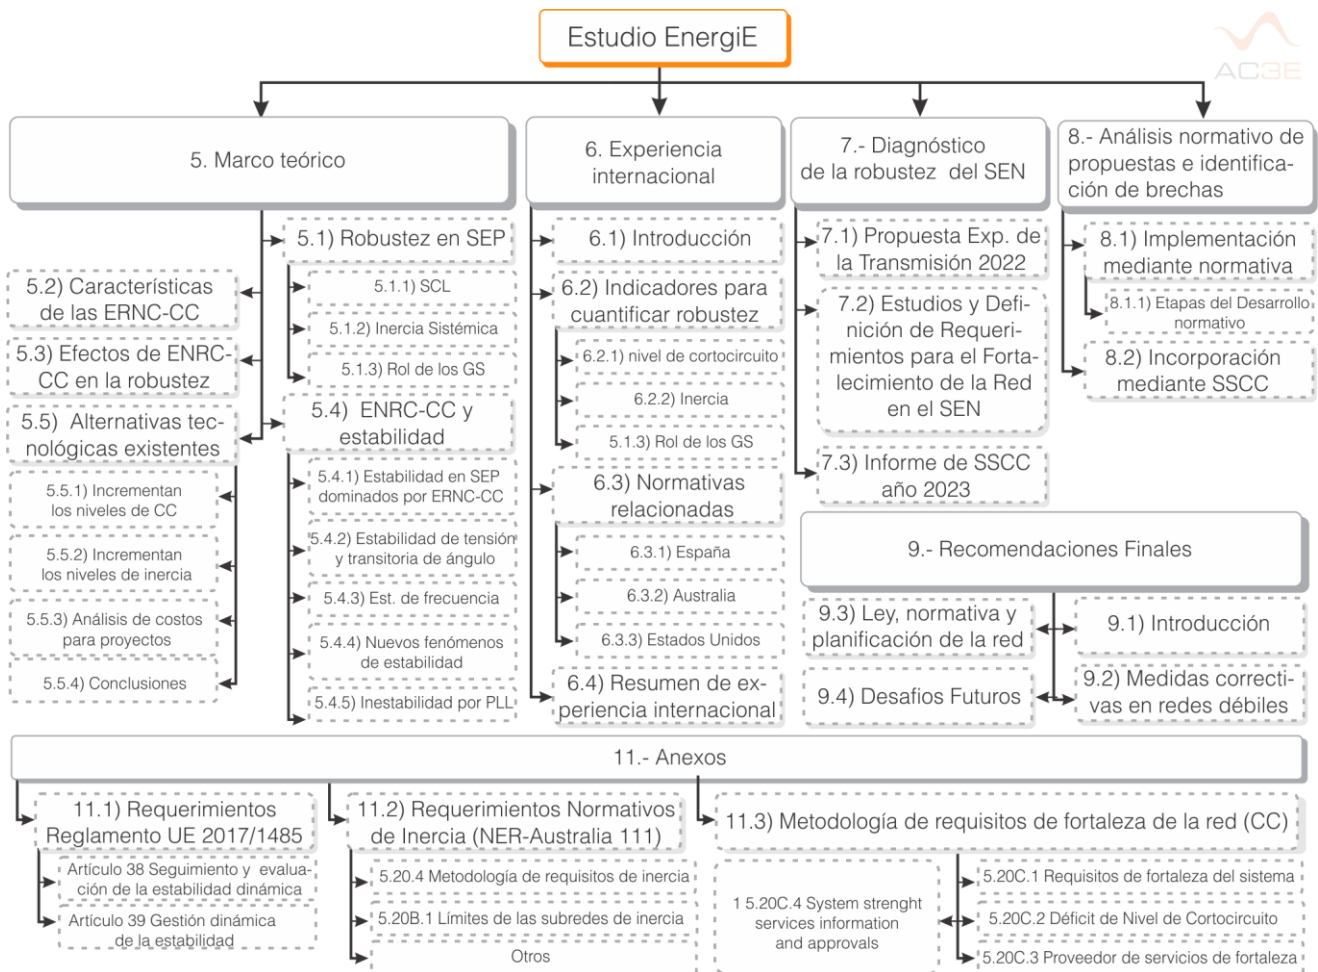 Estudio EnergiE
AC3E
5. Marco teórico
5.1) Robustez en SEP
5.1.1) SCL
5.1.2) Inercia Sistémica
5.1.3) Rol de los GS
5.2) Características
de las ERNC-CC
5.3) Efectos de ENRC-
CC en la robustez
5.4) ENRC-CC y
estabilidad
5.4.1) Estabilidad en SEP
dominados por ERNC-CC
5.4.2) Estabilidad de tensión
y transitoria de ángulo
5.4.3) Est. de frecuencia
5.4.4) Nuevos fenómenos
de estabilidad
5.4.5) Inestabilidad por PLL
5.5) Alternativas tec-
nológicas existentes
5.5.1) Incrementan
los niveles de CC
5.5.2) Incrementan
los niveles de inercia
5.5.3) Análisis de costos
para proyectos
5.5.4) Conclusiones
6. Experiencia
internacional
6.1) Introducción
6.2) Indicadores para
cuantificar robustez
6.2.1) nivel de cortocircuito
6.2.2) Inercia
5.1.3) Rol de los GS
6.3) Normativas
relacionadas
6.3.1) España
6.3.2) Australia
6.3.3) Estados Unidos
6.4) Resumen de ex-
periencia internacional
7.- Diagnóstico
de la robustez del SEN
7.1) Propuesta Exp. de
la Transmisión 2022
7.2) Estudios y Defi-
nición de Requeri-
mientos para el Forta-
lecimiento de la Red
en el SEN
7.3) Informe de SSCC
año 2023
8.- Análisis normativo de
propuestas e identifica-
ción de brechas
8.1) Implementación
mediante normativa
8.1.1) Etapas del Desarrollo
normativo
8.2) Incorporación
mediante SSCC
9.- Recomendaciones Finales
9.1) Introducción
9.2) Medidas correcti-
vas en redes débiles
9.3) Ley, normativa y
planificación de la red
9.4) Desafios Futuros
11.- Anexos
11.1) Requerimientos
Reglamento UE 2017/1485
Artículo 38 Seguimiento y evalua-
ción de la estabilidad dinámica
Artículo 39 Gestión dinámica
de la estabilidad
11.2) Requerimientos Normativos
de Inercia (NER-Australia 111)
5.20.4 Metodología de requisitos de inercia
5.20B.1 Límites de las subredes de inercia
Otros
11.3) Metodología de requisitos de fortaleza de la red (CC)
5.20C.1 Requisitos de fortaleza del sistema
5.20C.2 Déficit de Nivel de Cortocircuito
5.20C.3 Proveedor de servicios de fortaleza
1 5.20C.4 System strenght
services information
and approvals